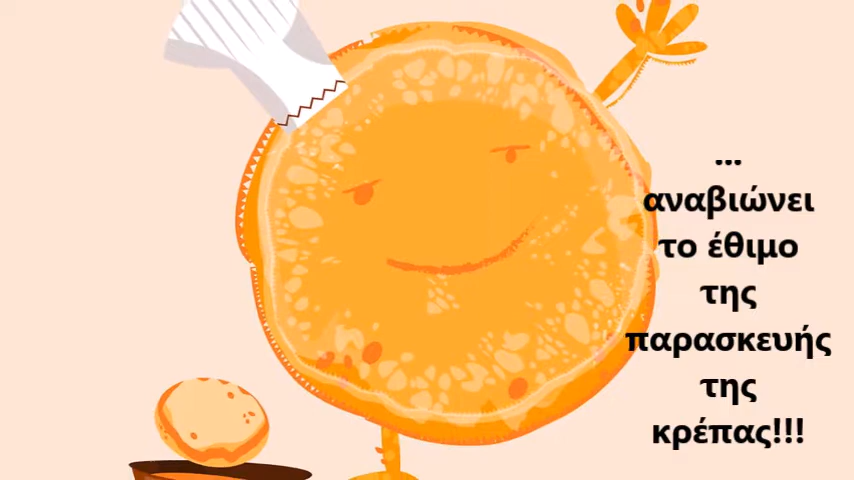 ...
αναβιώνει
το έθιμο
της
παρασκευής
της
κρέπας!!!